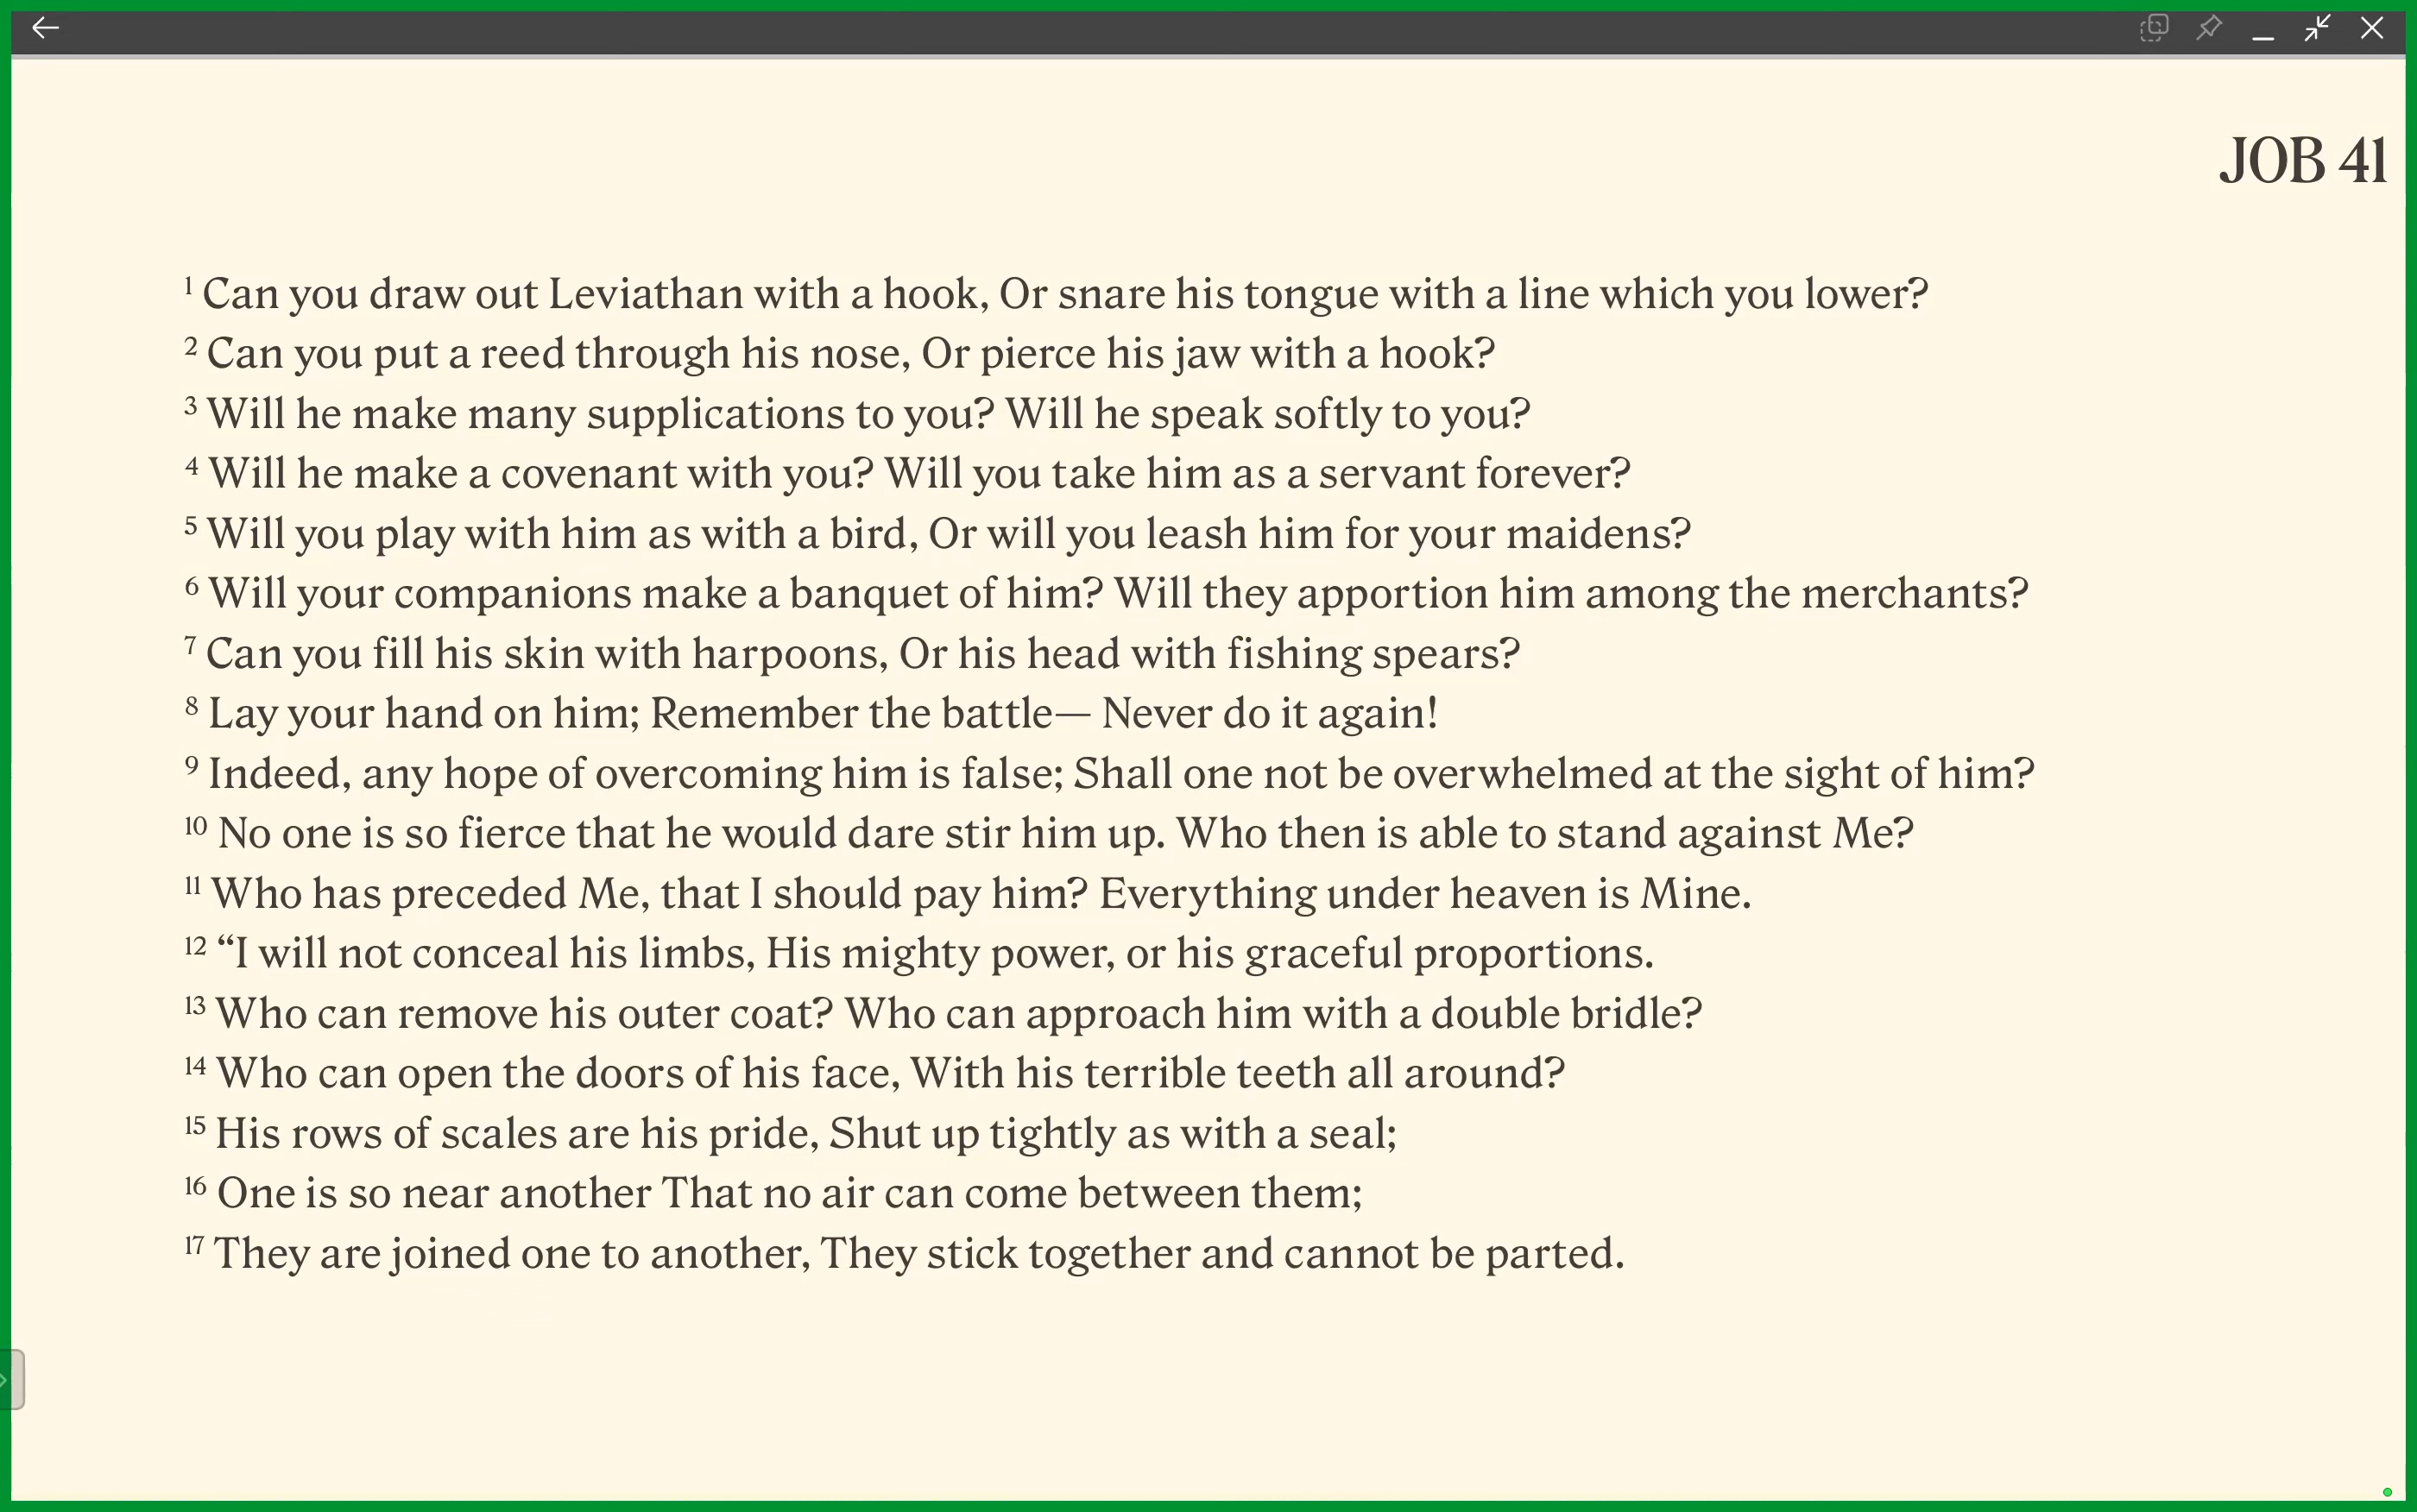 JOB 41
1 Can you draw out Leviathan with a hook, Or snare his tongue with a line which you lower?
2 Can you put a reed through his nose, Or pierce his jaw with a hook?
3 Will he make many supplications to you? Will he speak softly to you?
4 Will he make a covenant with you? Will you take him as a servant forever?
5 Will you play with him as with a bird, Or will you leash him for your maidens?
6 Will your companions make a banquet of him? Will they apportion him among the merchants?
7 Can you fill his skin with harpoons, Or his head with fishing spears?
8 Lay your hand on him; Remember the battle— Never do it again!
9 Indeed, any hope of overcoming him is false; Shall one not be overwhelmed at the sight of him?
10 No one is so fierce that he would dare stir him up. Who then is able to stand against Me?
11 Who has preceded Me, that I should pay him? Everything under heaven is Mine.
12 “I will not conceal his limbs, His mighty power, or his graceful proportions.
13 Who can remove his outer coat? Who can approach him with a double bridle?
14 Who can open the doors of his face, With his terrible teeth all around?
15 His rows of scales are his pride, Shut up tightly as with a seal;
16 One is so near another That no air can come between them;
17 They are joined one to another, They stick together and cannot be parted.